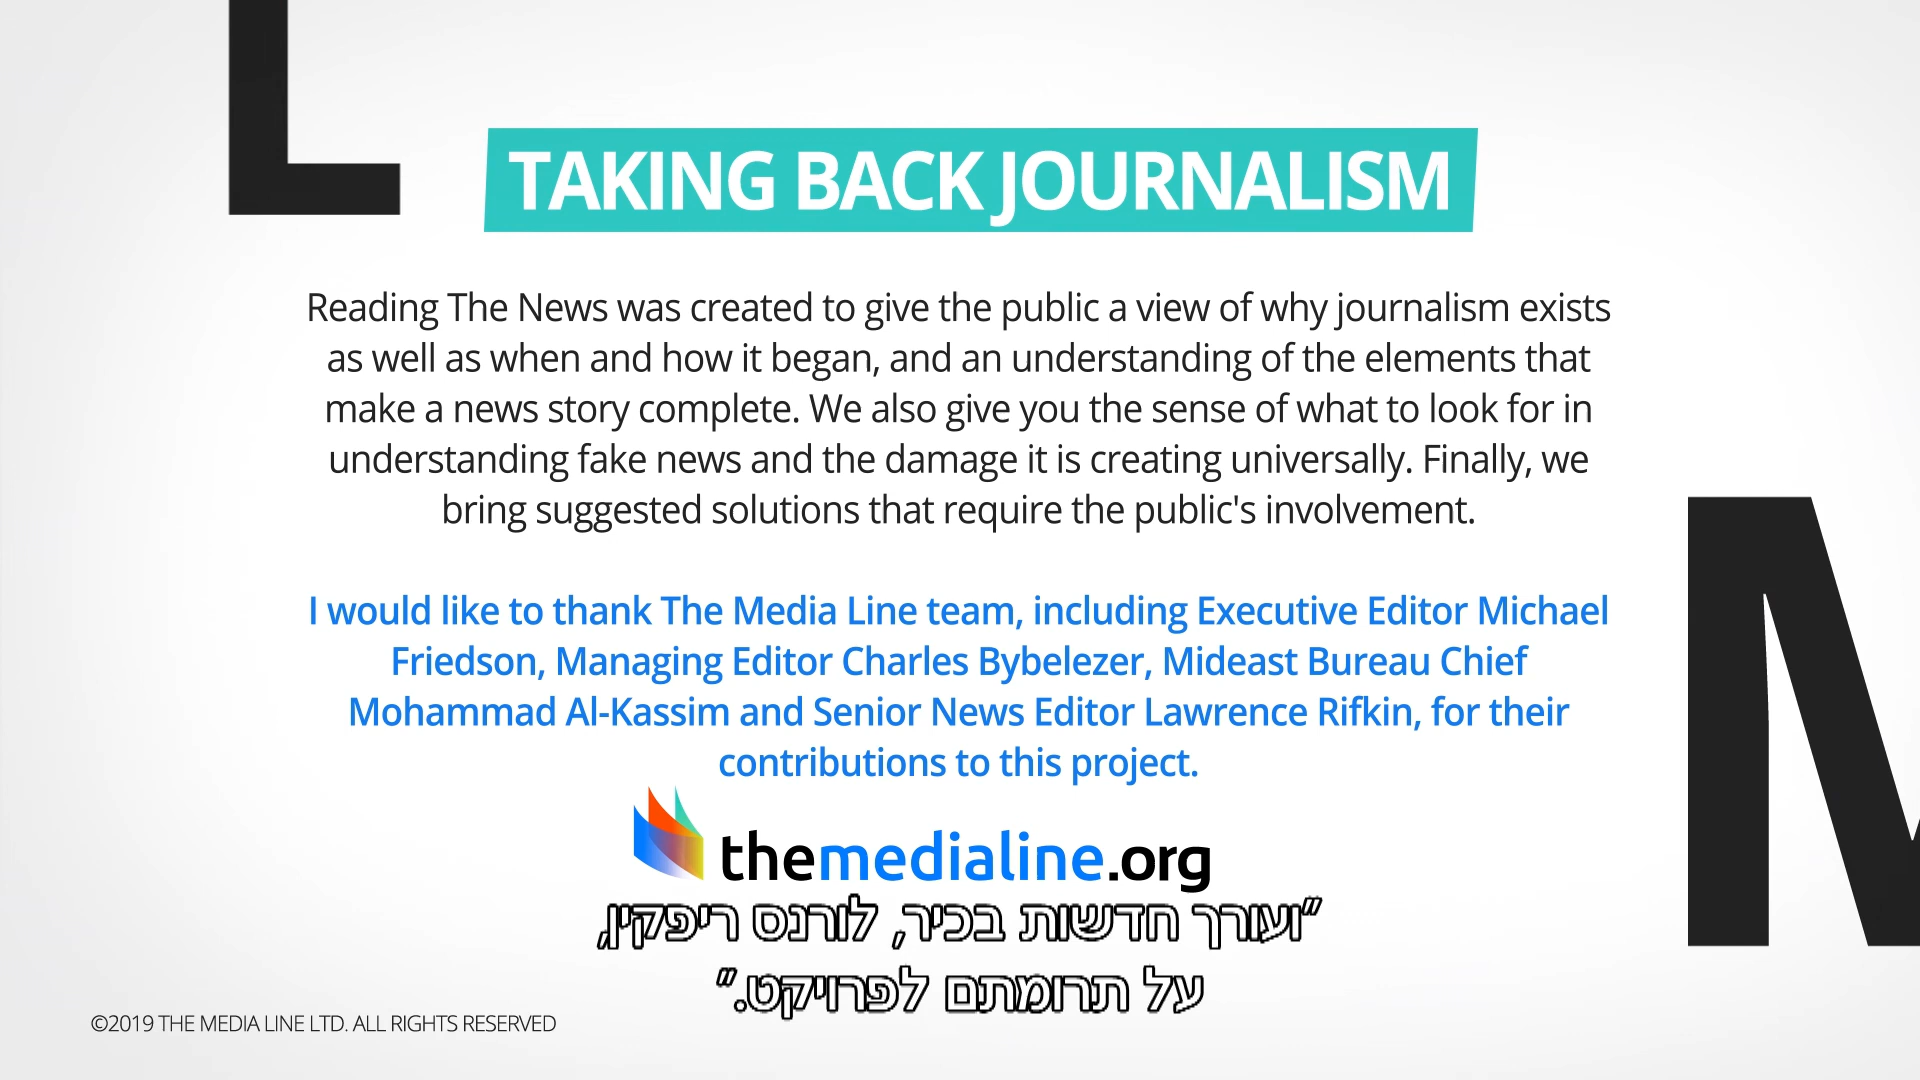 L
TAKING BACK JOURNALISM
Reading The News was created to give the public a view of why journalism exists
as well as when and how it began, and an understanding of the elements that
make a news story complete. We also give you the sense of what to look for in
understanding fake news and the damage it is creating universally. Finally, we
bring suggested solutions that require the public's involvement.
I would like to thank The Media Line team, including Executive Editor Michael
Friedson, Managing Editor Charles Bybelezer, Mideast Bureau Chief
Mohammad Al-Kassim and Senior News Editor Lawrence Rifkin, for their
contributions to this project.
M
themedialine.org
"ועורך חדשות בכיר, לורנס ריפקין,
על תרומתם לפרויקט."
©2019 THE MEDIA LINE LTD. ALL RIGHTS RESERVED